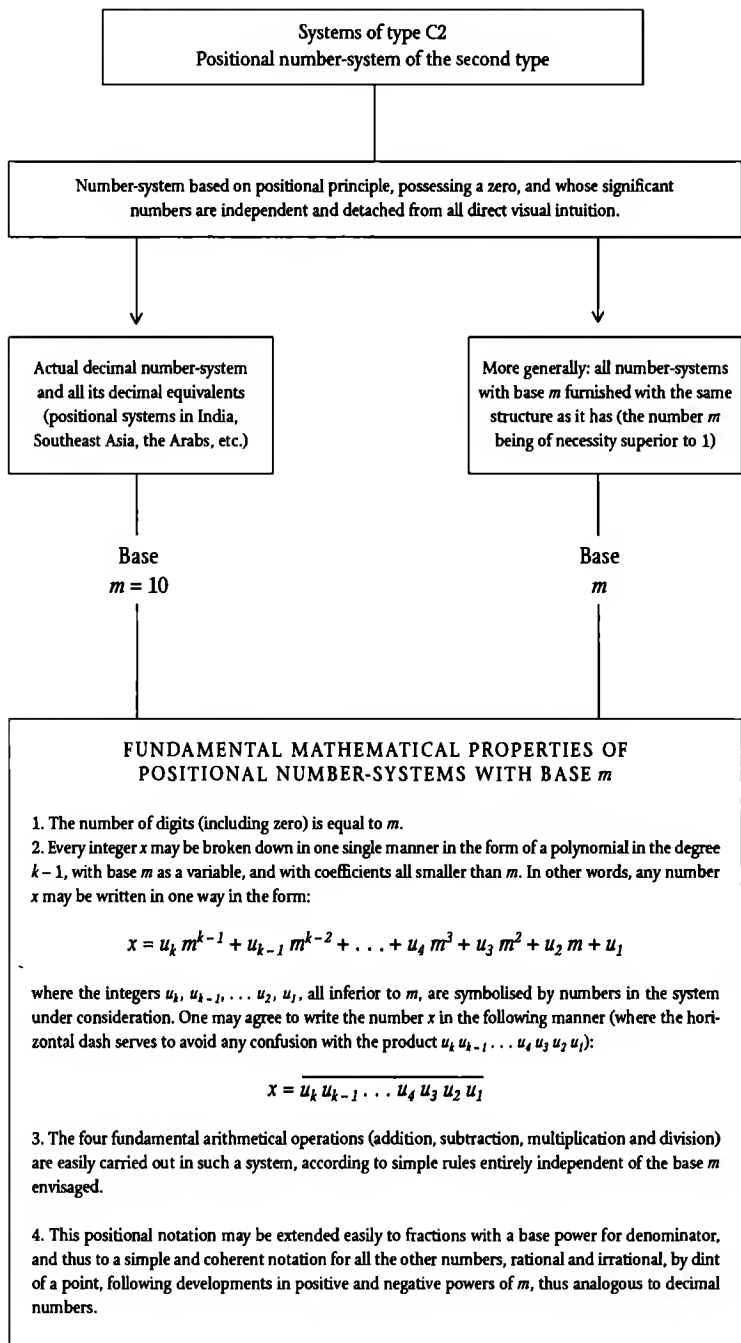 Systems of type C2
Positional number-system of the second type
Number-system based on positional principle, possessing a zero, and whose significant
numbers are independent and detached from all direct visual intuition.
Actual decimal number-system
and all its decimal equivalents
(positional systems in India,
Southeast Asia, the Arabs, etc.)
More generally: all number-systems
with base m furnished with the same
structure as it has (the number m
being of necessity superior to 1)
Base
m = 10
Base
m
FUNDAMENTAL MATHEMATICAL PROPERTIES OF
POSITIONAL NUMBER-SYSTEMS WITH BASE m
1. The number of digits (including zero) is equal to m.
2. Every integer x may be broken down in one single manner in the form of a polynomial in the degree
k – 1, with base m as a variable, and with coefficients all smaller than m. In other words, any number
x may be written in one way in the form:
x = u_k m^{k-1} + u_{k-1} m^{k-2} + . . . + u_4 m^3 + u_3 m^2 + u_2 m + u_1
where the integers u_k, u_{k-1}, . . . u_2, u_1, all inferior to m, are symbolised by numbers in the system
under consideration. One may agree to write the number x in the following manner (where the hori-
zontal dash serves to avoid any confusion with the product u_k u_{k-1} . . . u_4 u_3 u_2 u_1):
x = \overline{u_k u_{k-1} . . . u_4 u_3 u_2 u_1}
3. The four fundamental arithmetical operations (addition, subtraction, multiplication and division)
are easily carried out in such a system, according to simple rules entirely independent of the base m
envisaged.
4. This positional notation may be extended easily to fractions with a base power for denominator,
and thus to a simple and coherent notation for all the other numbers, rational and irrational, by dint
of a point, following developments in positive and negative powers of m, thus analogous to decimal
numbers.